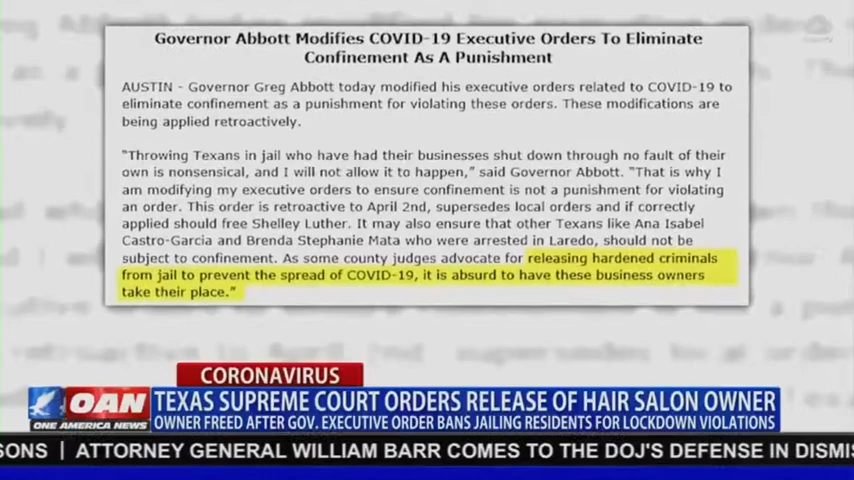 Governor Abbott Modifies COVID-19 Executive Orders To Eliminate
Confinement As A Punishment
AUSTIN - Governor Greg Abbott today modified his executive orders related to COVID-19 to
eliminate confinement as a punishment for violating these orders. These modifications are
being applied retroactively.
"Throwing Texans in jail who have had their businesses shut down through no fault of their
own is nonsensical, and I will not allow it to happen," said Governor Abbott. "That is why I
am modifying my executive orders to ensure confinement is not a punishment for violating
an order. This order is retroactive to April 2nd, supersedes local orders and if correctly
applied should free Shelley Luther. It may also ensure that other Texans like Ana Isabel
Castro-Garcia and Brenda Stephanie Mata who were arrested in Laredo, should not be
subject to confinement. As some county judges advocate for releasing hardened criminals
from jail to prevent the spread of COVID-19, it is absurd to have these business owners
take their place."
CORONAVIRUS
OAN
ONE AMERICA NEWS
TEXAS SUPREME COURT ORDERS RELEASE OF HAIR SALON OWNER
OWNER FREED AFTER GOV. EXECUTIVE ORDER BANS JAILING RESIDENTS FOR LOCKDOWN VIOLATIONS
SONS | ATTORNEY GENERAL WILLIAM BARR COMES TO THE DOJ'S DEFENSE IN DISMIS